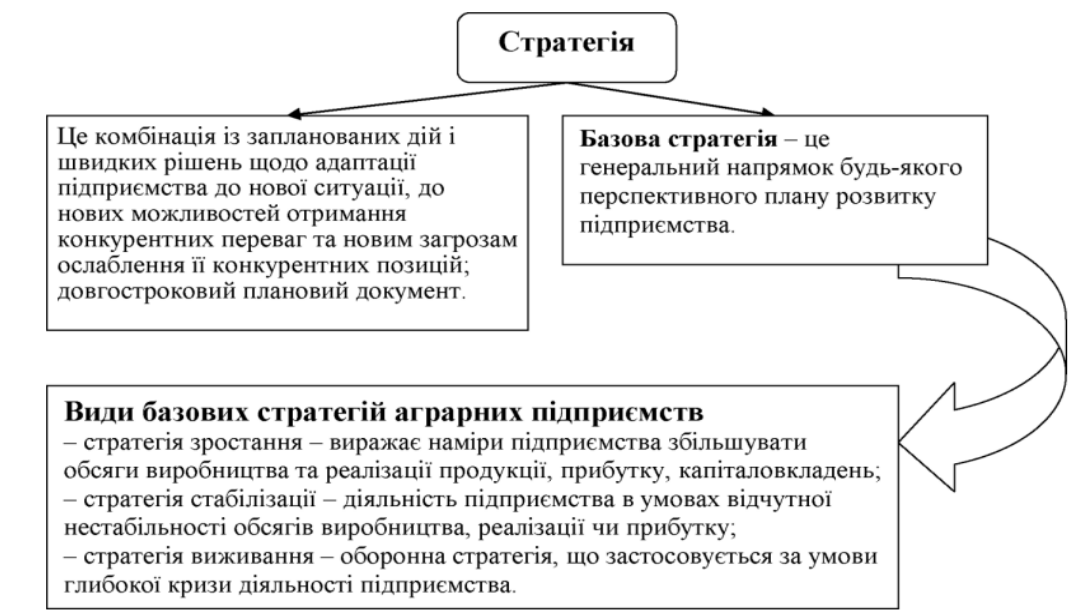 Стратегія
Це комбінація із запланованих дій і
швидких рішень щодо адаптації
підприємства до нової ситуації, до
нових можливостей отримання
конкурентних переваг та новим загрозам
ослаблення її конкурентних позицій;
довгостроковий плановий документ.
Базова стратегія – це
генеральний напрямок будь-якого
перспективного плану розвитку
підприємства.
Види базових стратегій аграрних підприємств
– стратегія зростання – виражає наміри підприємства збільшувати
обсяги виробництва та реалізації продукції, прибутку, капіталовкладень;
– стратегія стабілізації – діяльність підприємства в умовах відчутної
нестабільності обсягів виробництва, реалізації чи прибутку;
– стратегія виживання – оборонна стратегія, що застосовується за умови
глибокої кризи діяльності підприємства.